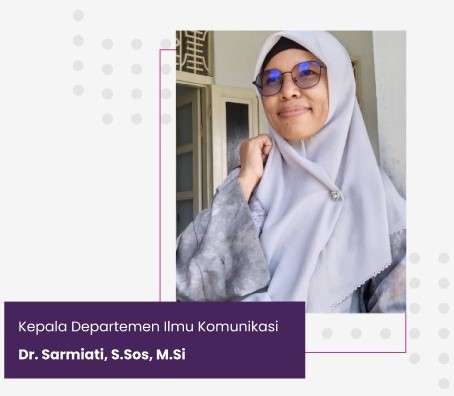 Kepala Departemen Ilmu Komunikasi
Dr. Sarmiati, S.Sos, M.Si